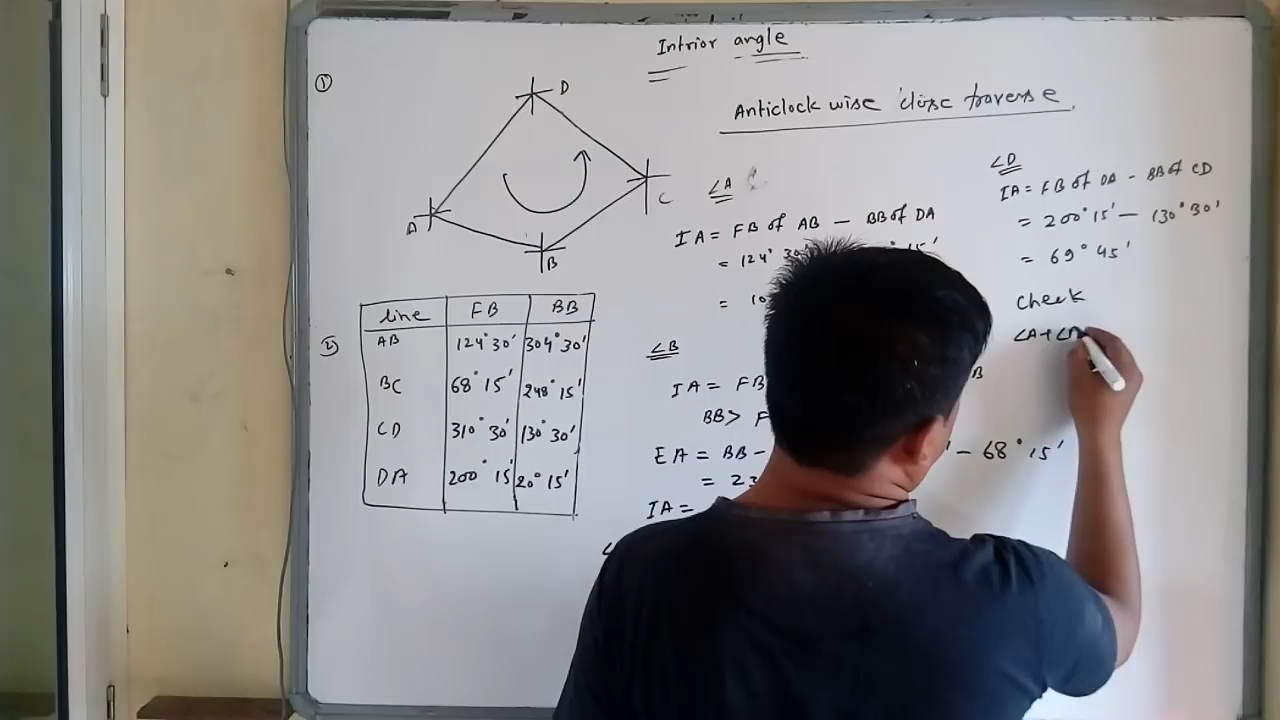 Intrior angle
①
Anticlock wise close traverse.
D
A
B
C
∠A
IA = FB of AB - BB of DA
= 124° 30'
= 10
②
line FB BB
AB 124° 30' 304° 30'
BC 68° 15' 248° 15'
CD 310° 30' 130° 30'
DA 200° 15' 20° 15'
∠B
IA = FB
BB > F
EA = BB - - 68° 15'
= 23
IA =
∠D
IA = FB of DA - BB of CD
= 200° 15' - 130° 30'
= 69° 45'
Check
∠A+∠B